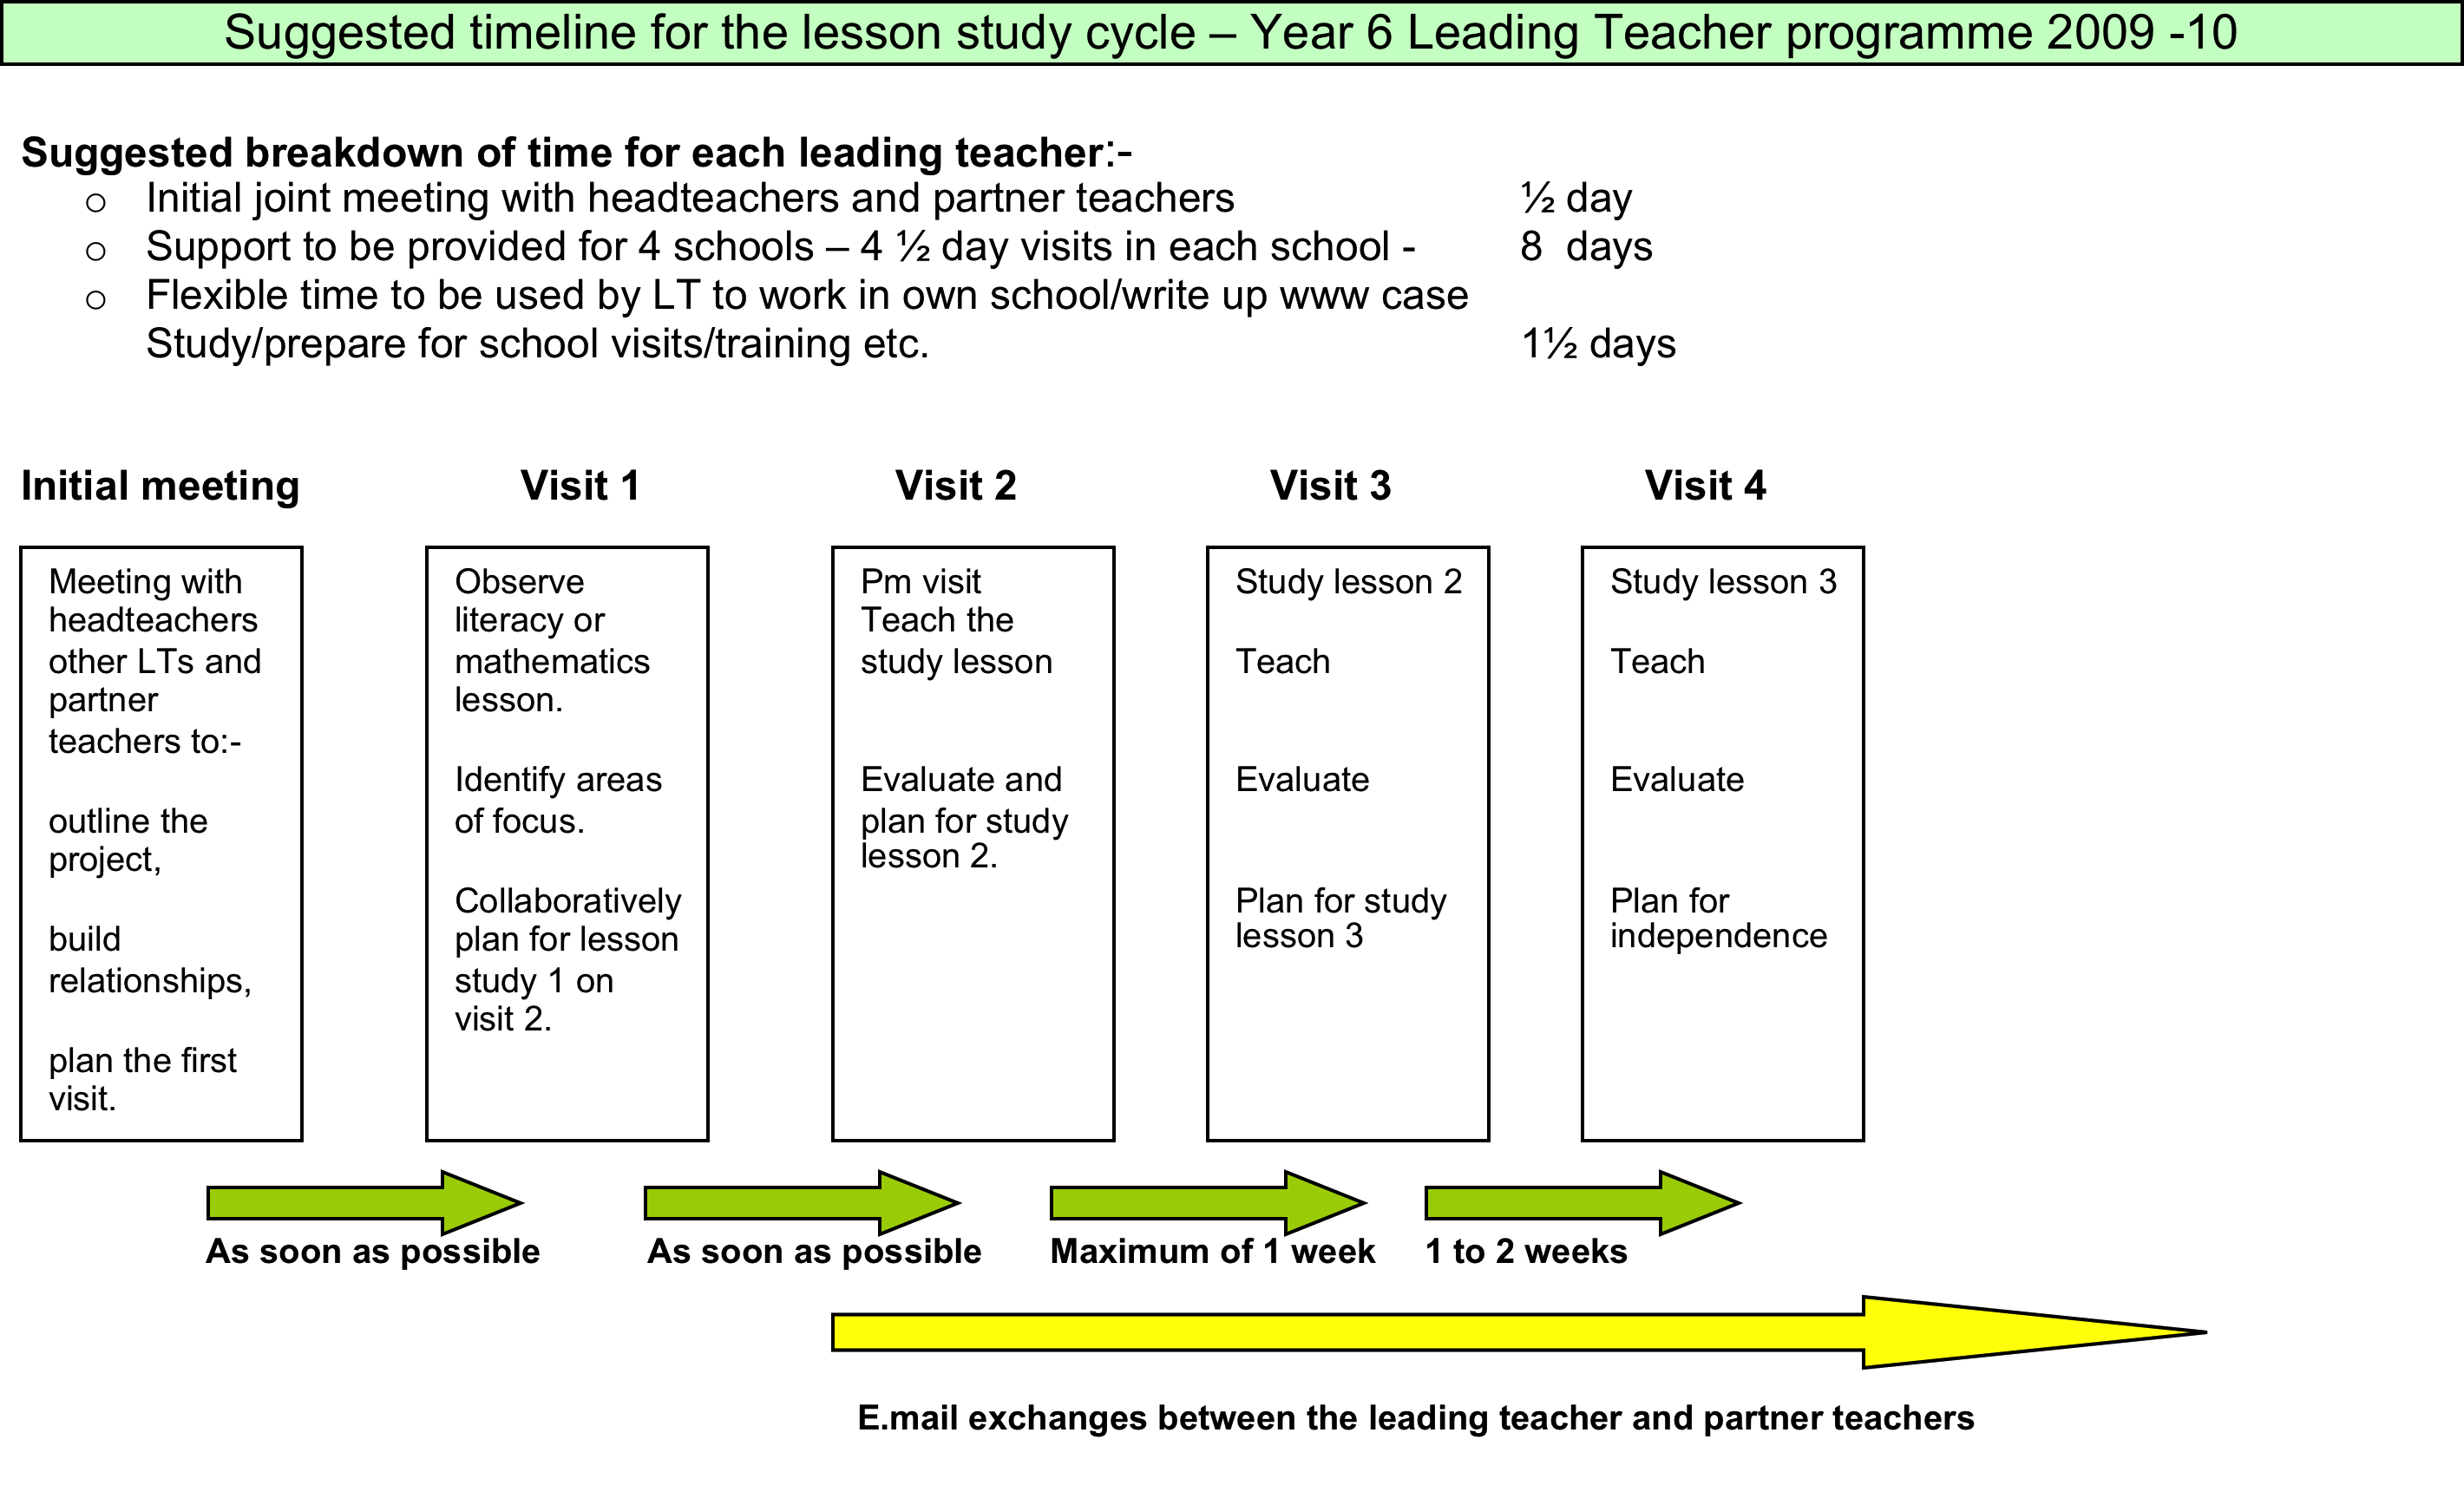 Suggested timeline for the lesson study cycle – Year 6 Leading Teacher programme 2009 -10
Suggested breakdown of time for each leading teacher:-
o Initial joint meeting with headteachers and partner teachers ½ day
o Support to be provided for 4 schools – 4 ½ day visits in each school - 8 days
o Flexible time to be used by LT to work in own school/write up www case
Study/prepare for school visits/training etc. 1½ days
Initial meeting
Meeting with
headteachers
other LTs and
partner
teachers to:-
outline the
project,
build
relationships,
plan the first
visit.
Visit 1
Observe
literacy or
mathematics
lesson.
Identify areas
of focus.
Collaboratively
plan for lesson
study 1 on
visit 2.
Visit 2
Pm visit
Teach the
study lesson
Evaluate and
plan for study
lesson 2.
Visit 3
Study lesson 2
Teach
Evaluate
Plan for study
lesson 3
Visit 4
Study lesson 3
Teach
Evaluate
Plan for
independence
As soon as possible
As soon as possible
Maximum of 1 week
1 to 2 weeks
E.mail exchanges between the leading teacher and partner teachers